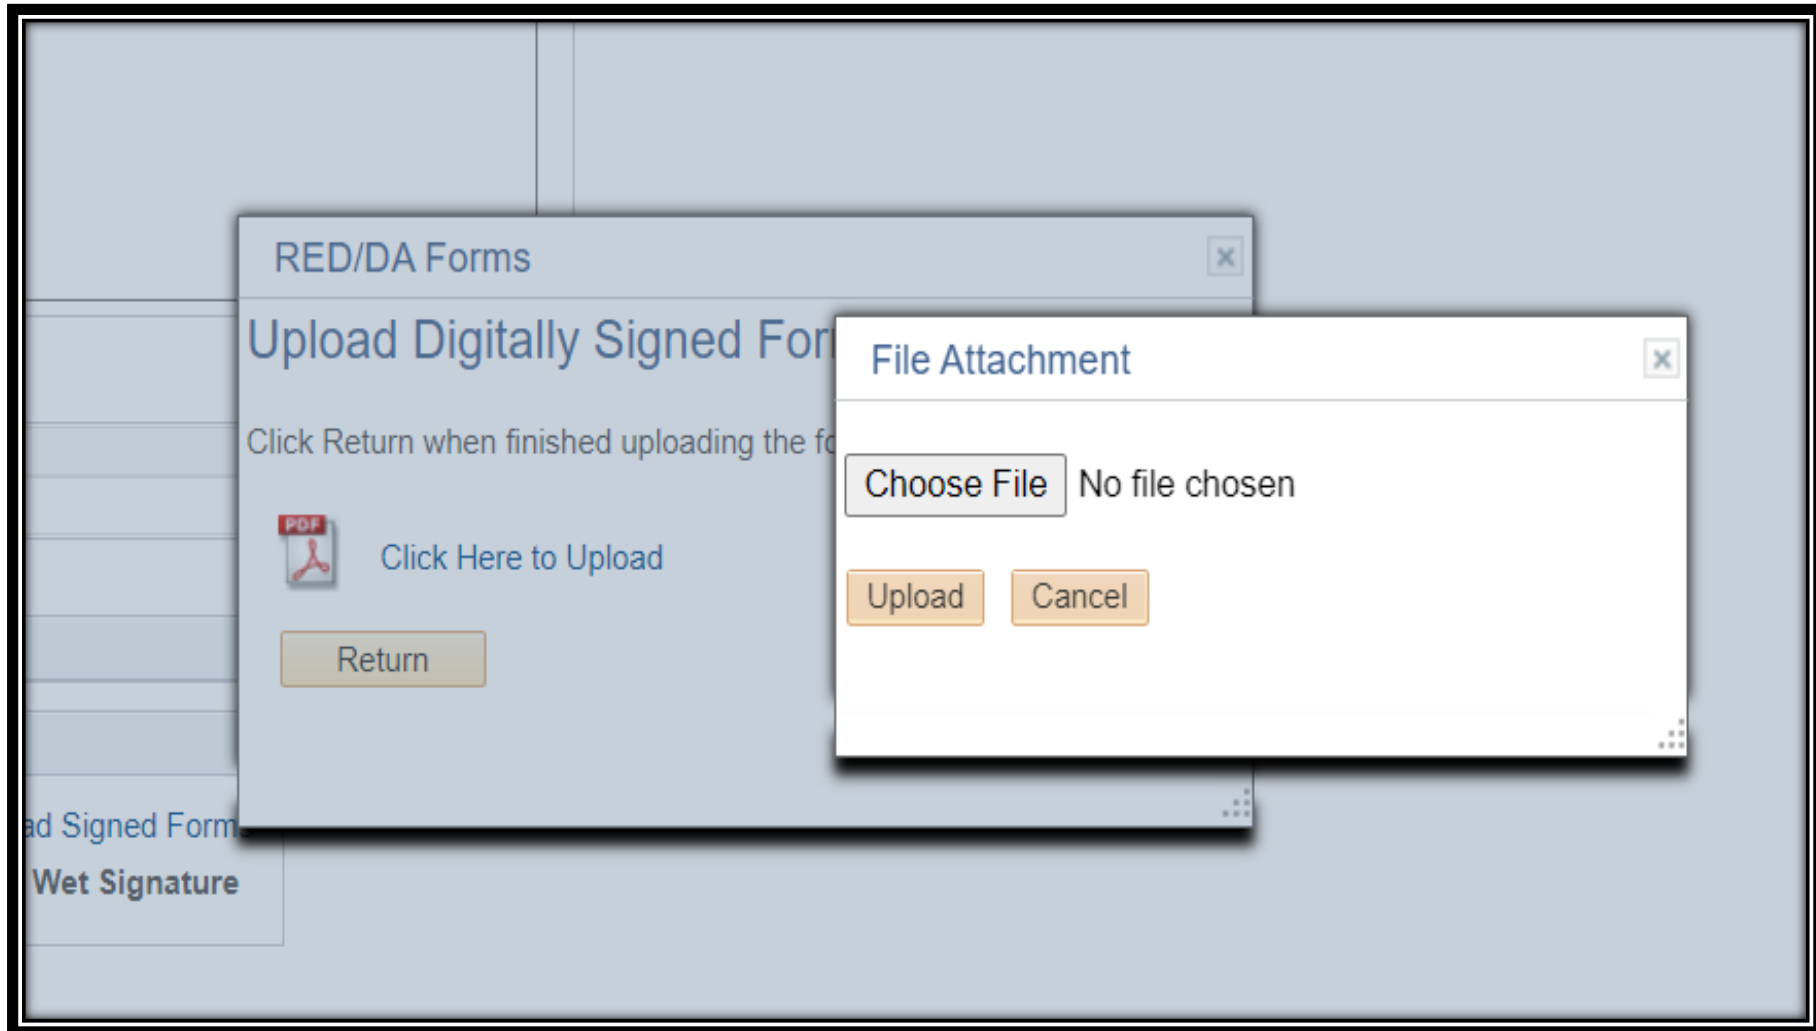 RED/DA Forms
Upload Digitally Signed For
Click Return when finished uploading the fo
PDF
Click Here to Upload
Return
File Attachment
Choose File No file chosen
Upload Cancel
ad Signed Forms
Wet Signature